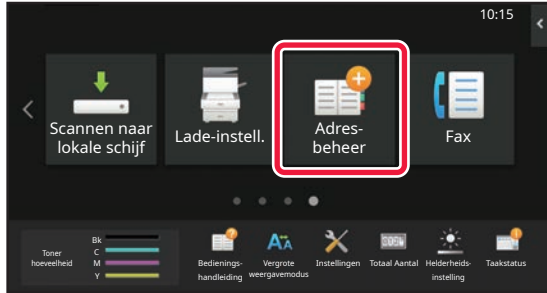 10:15
Scannen naar
lokale schijf
Lade-instell.
Adres-
beheer
Fax
Toner
hoeveelheid
Bk
C
M
Y
Bedienings-
handleiding
Vergrote
weergavemodus
Instellingen
Totaal Aantal
Helderheids-
instelling
Taakstatus